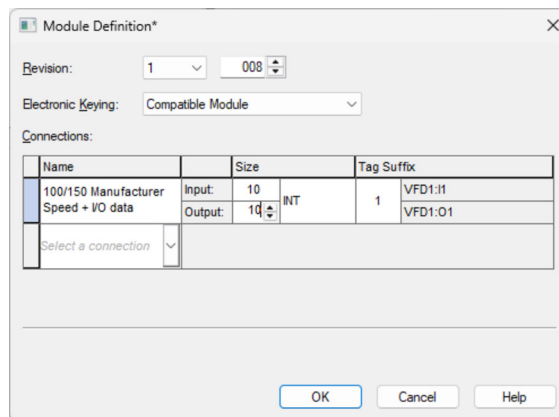 Module Definition*
Revision:
1
008
Electronic Keying:
Compatible Module
Connections:
Name Size Tag Suffix
100/150 Manufacturer
Speed + I/O data
Input: 10
Output: 10
INT
1
VFD1:I1
VFD1:O1
Select a connection
OK Cancel Help